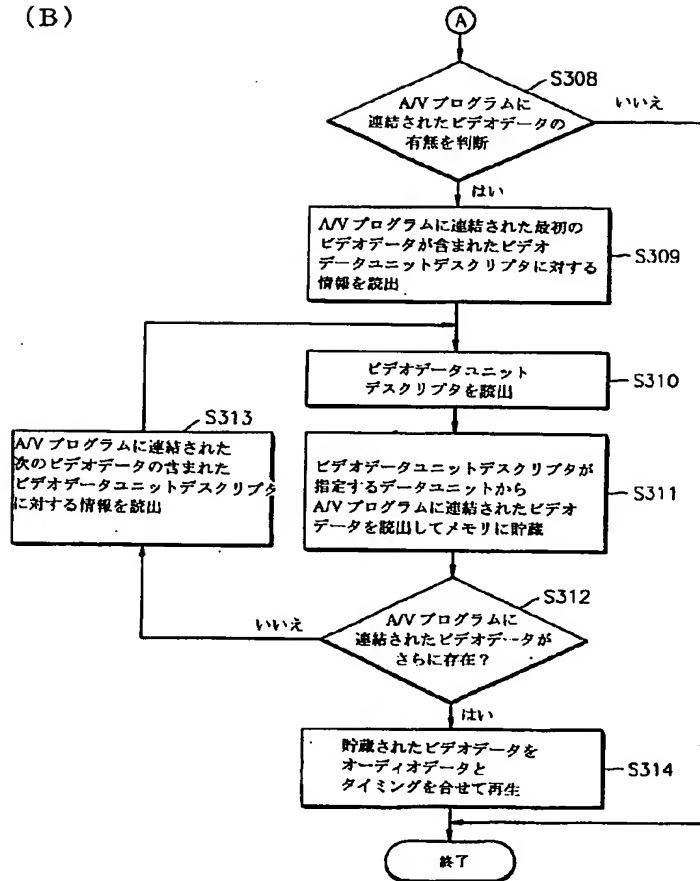 (B)
A
S308
A/V プログラムに
連結されたビデオデータの
有無を判断
いいえ
はい
A/V プログラムに連結された最初の
ビデオデータが含まれたビデオ
データユニットデスクリプタに対する
情報を読出
S309
ビデオデータユニット
デスクリプタを読出
S310
S313
A/V プログラムに連結された
次のビデオデータの含まれた
ビデオデータユニットデスクリプタ
に対する情報を読出
ビデオデータユニットデスクリプタが
指定するデータユニットから
A/V プログラムに連結されたビデオ
データを読出してメモリに貯蔵
S311
S312
A/V プログラムに
連結されたビデオデータが
さらに存在?
いいえ
はい
貯蔵されたビデオデータを
オーディオデータと
タイミングを合せて再生
S314
終了